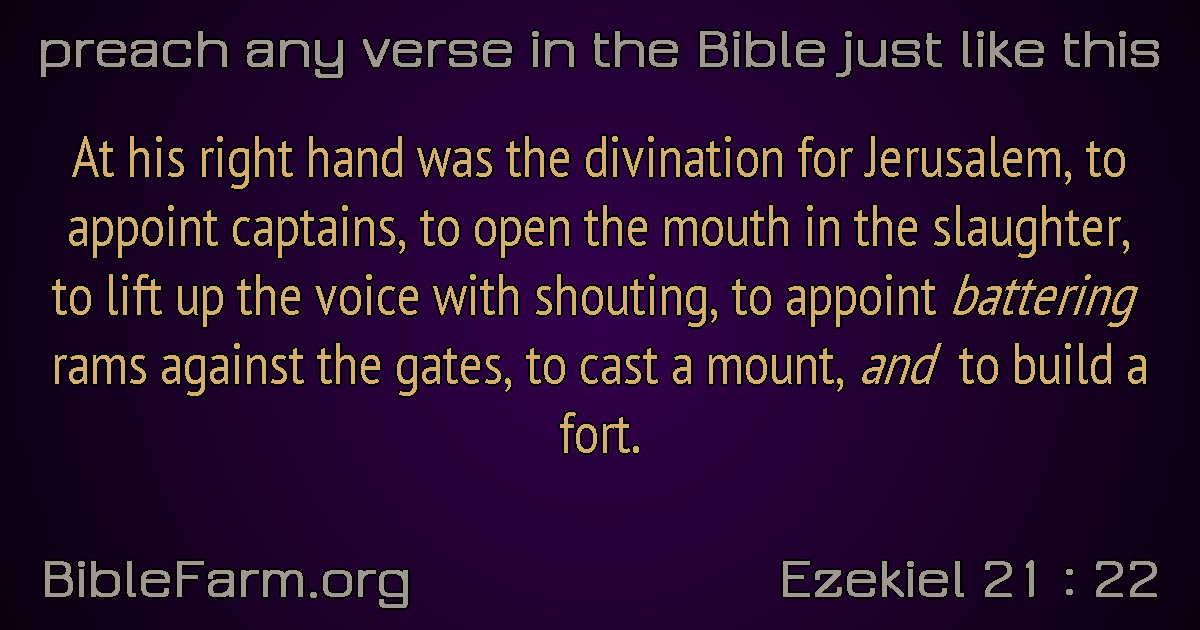 preach any verse in the Bible just like this
At his right hand was the divination for Jerusalem, to
appoint captains, to open the mouth in the slaughter,
to lift up the voice with shouting, to appoint battering
rams against the gates, to cast a mount, and to build a
fort.
BibleFarm.org
Ezekiel 21 : 22